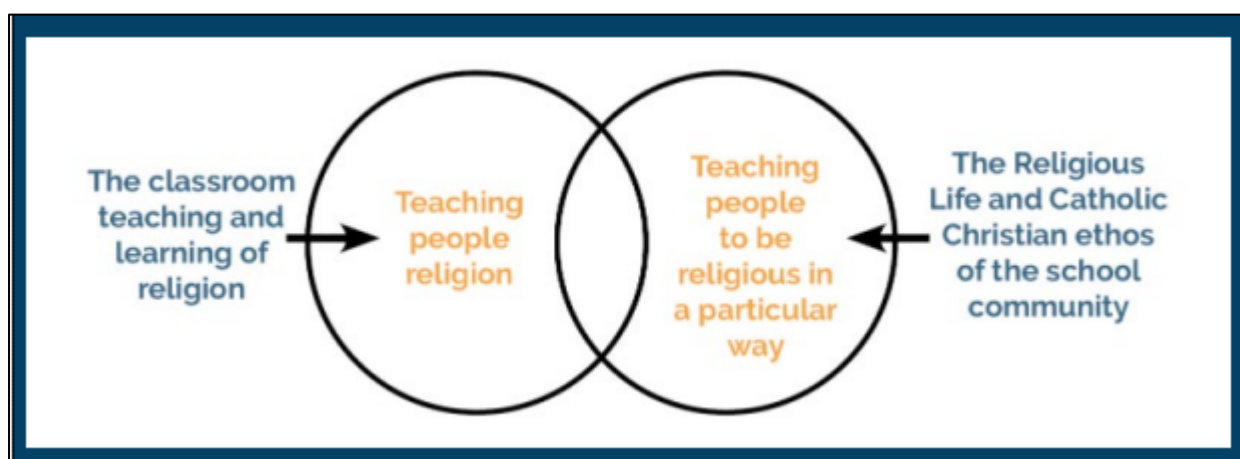 The classroom
teaching and
learning of
religion
Teaching
people
religion
Teaching
people
to be
religious in
a particular
way
The Religious
Life and Catholic
Christian ethos
of the school
community